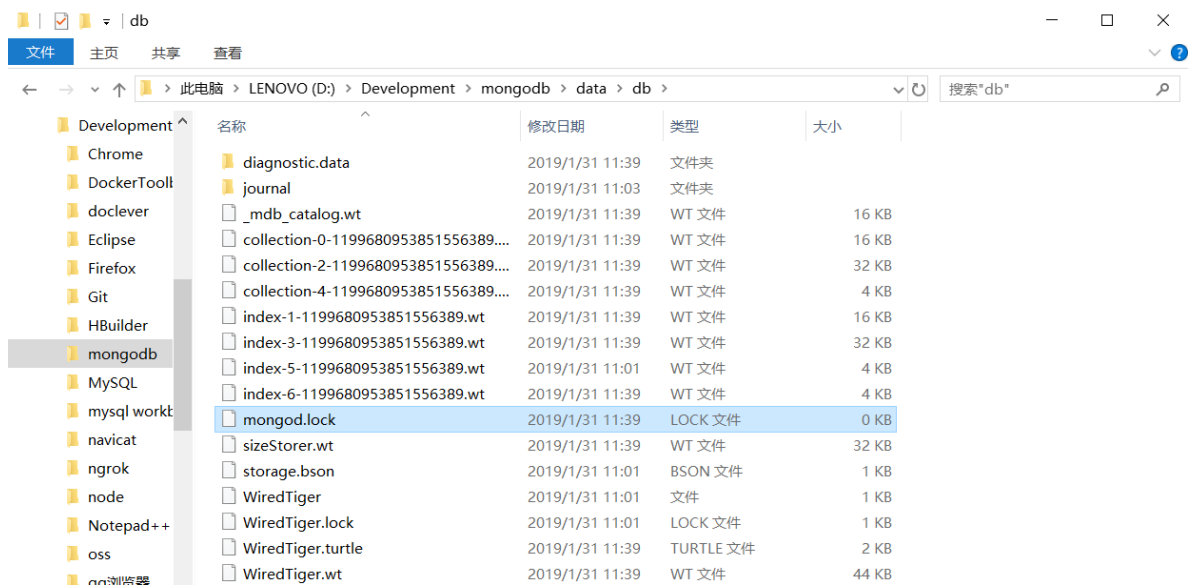 db
文件 主页 共享 查看
此电脑 LENOVO (D:) Development mongodb data db 搜索"db"
名称 修改日期 类型 大小
Development
Chrome
DockerToolb
doclever
Eclipse
Firefox
Git
HBuilder
mongodb
MySQL
mysql workb
navicat
ngrok
node
Notepad++
oss
qq浏览器
diagnostic.data 2019/1/31 11:39 文件夹
journal 2019/1/31 11:03 文件夹
_mdb_catalog.wt 2019/1/31 11:39 WT 文件 16 KB
collection-0-1199680953851556389.... 2019/1/31 11:39 WT 文件 16 KB
collection-2-1199680953851556389.... 2019/1/31 11:39 WT 文件 32 KB
collection-4-1199680953851556389.... 2019/1/31 11:39 WT 文件 4 KB
index-1-1199680953851556389.wt 2019/1/31 11:39 WT 文件 16 KB
index-3-1199680953851556389.wt 2019/1/31 11:39 WT 文件 32 KB
index-5-1199680953851556389.wt 2019/1/31 11:01 WT 文件 4 KB
index-6-1199680953851556389.wt 2019/1/31 11:39 WT 文件 4 KB
mongod.lock 2019/1/31 11:39 LOCK 文件 0 KB
sizeStorer.wt 2019/1/31 11:39 WT 文件 32 KB
storage.bson 2019/1/31 11:01 BSON 文件 1 KB
WiredTiger 2019/1/31 11:01 文件 1 KB
WiredTiger.lock 2019/1/31 11:01 LOCK 文件 1 KB
WiredTiger.turtle 2019/1/31 11:39 TURTLE 文件 2 KB
WiredTiger.wt 2019/1/31 11:39 WT 文件 44 KB